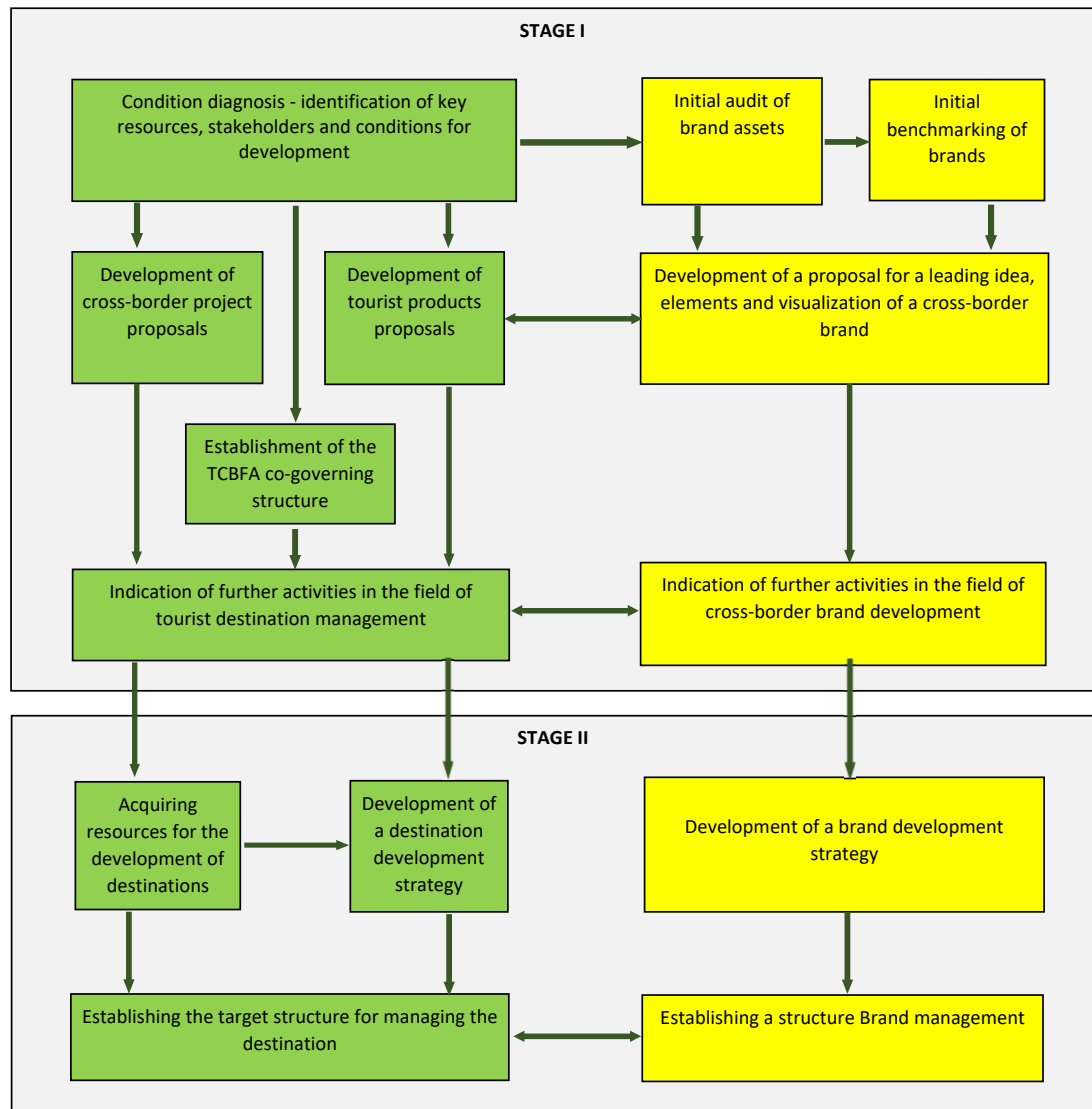 STAGE I
Condition diagnosis - identification of key
resources, stakeholders and conditions for
development
Initial audit of
brand assets
Initial
benchmarking of
brands
Development of
cross-border project
proposals
Development of
tourist products
proposals
Development of a proposal for a leading idea,
elements and visualization of a cross-border
brand
Establishment of the
TCBFA co-governing
structure
Indication of further activities in the field of
tourist destination management
Indication of further activities in the field of
cross-border brand development
STAGE II
Acquiring
resources for the
development of
destinations
Development of
a destination
development
strategy
Development of a brand development
strategy
Establishing the target structure for managing the
destination
Establishing a structure Brand management